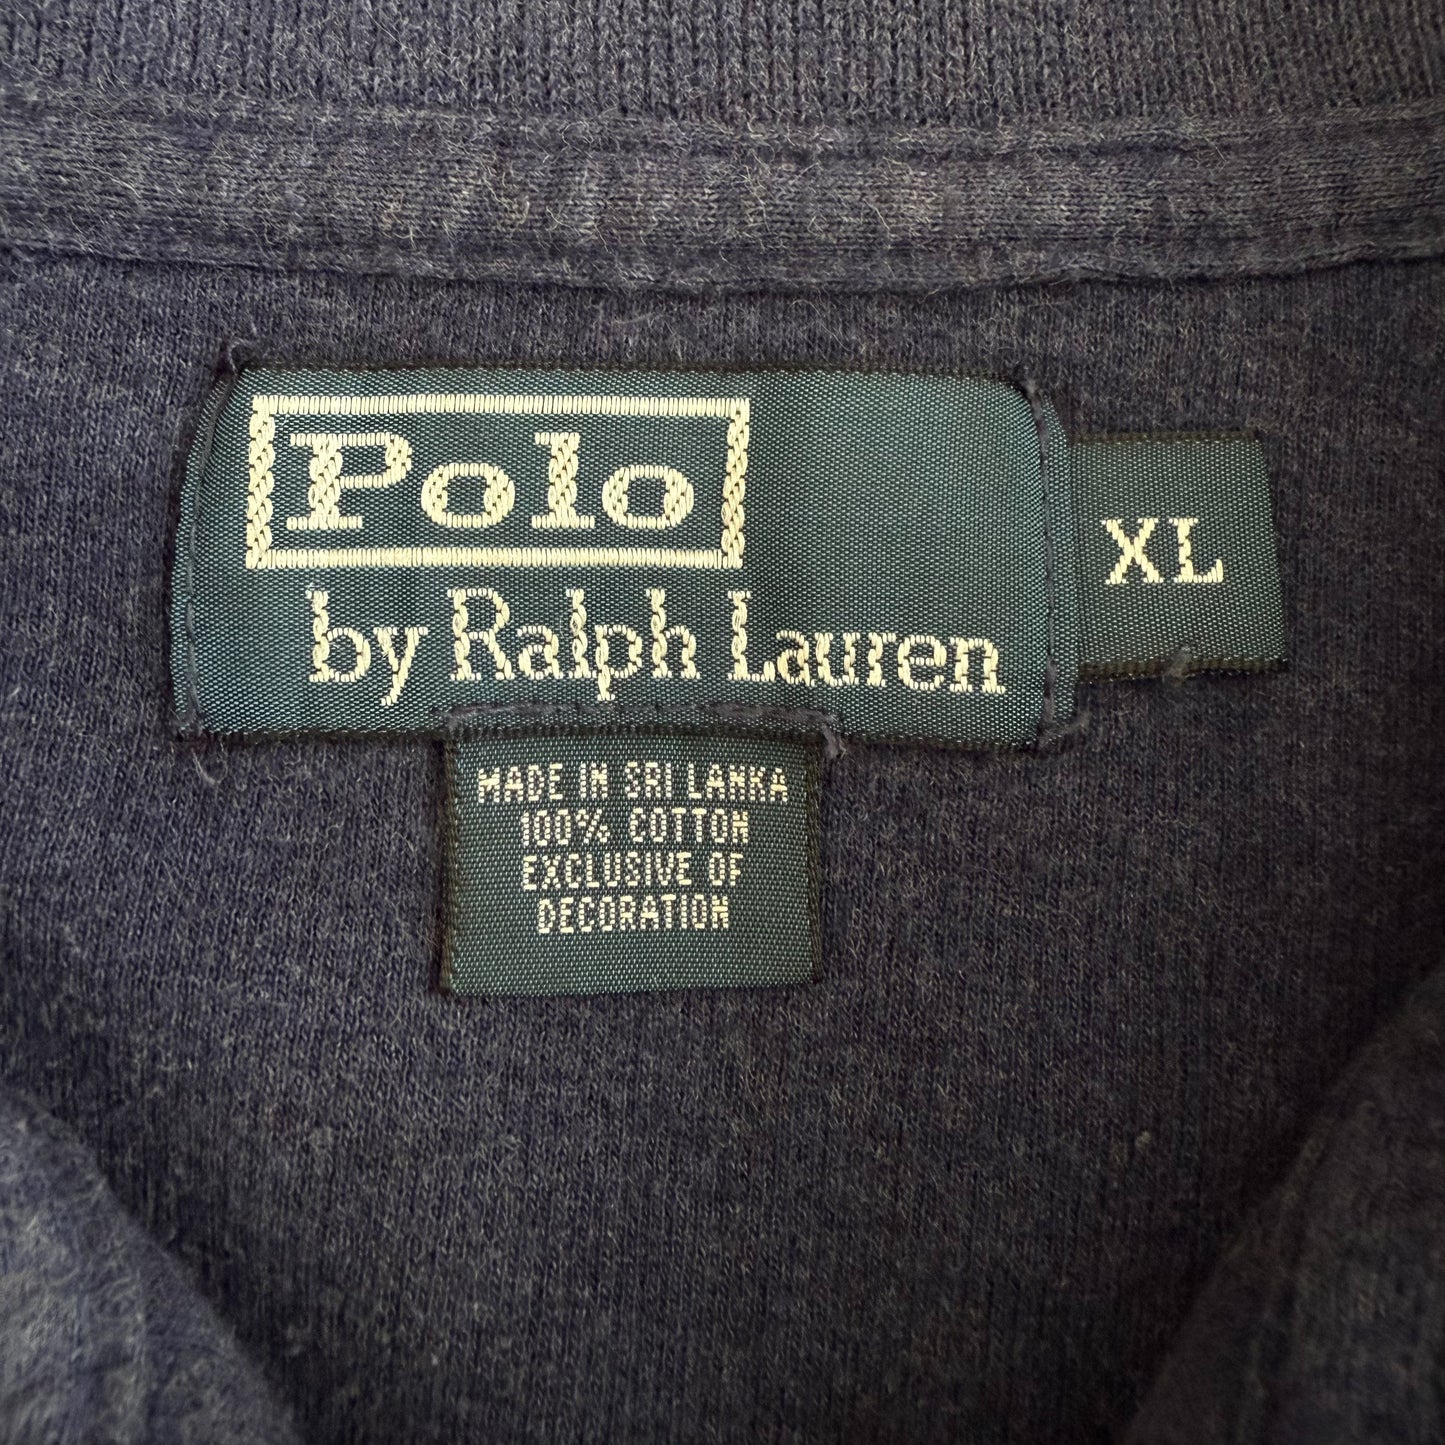 Polo
by Ralph Lauren
XL
MADE IN SRI LANKA
100% COTTON
EXCLUSIVE OF
DECORATION